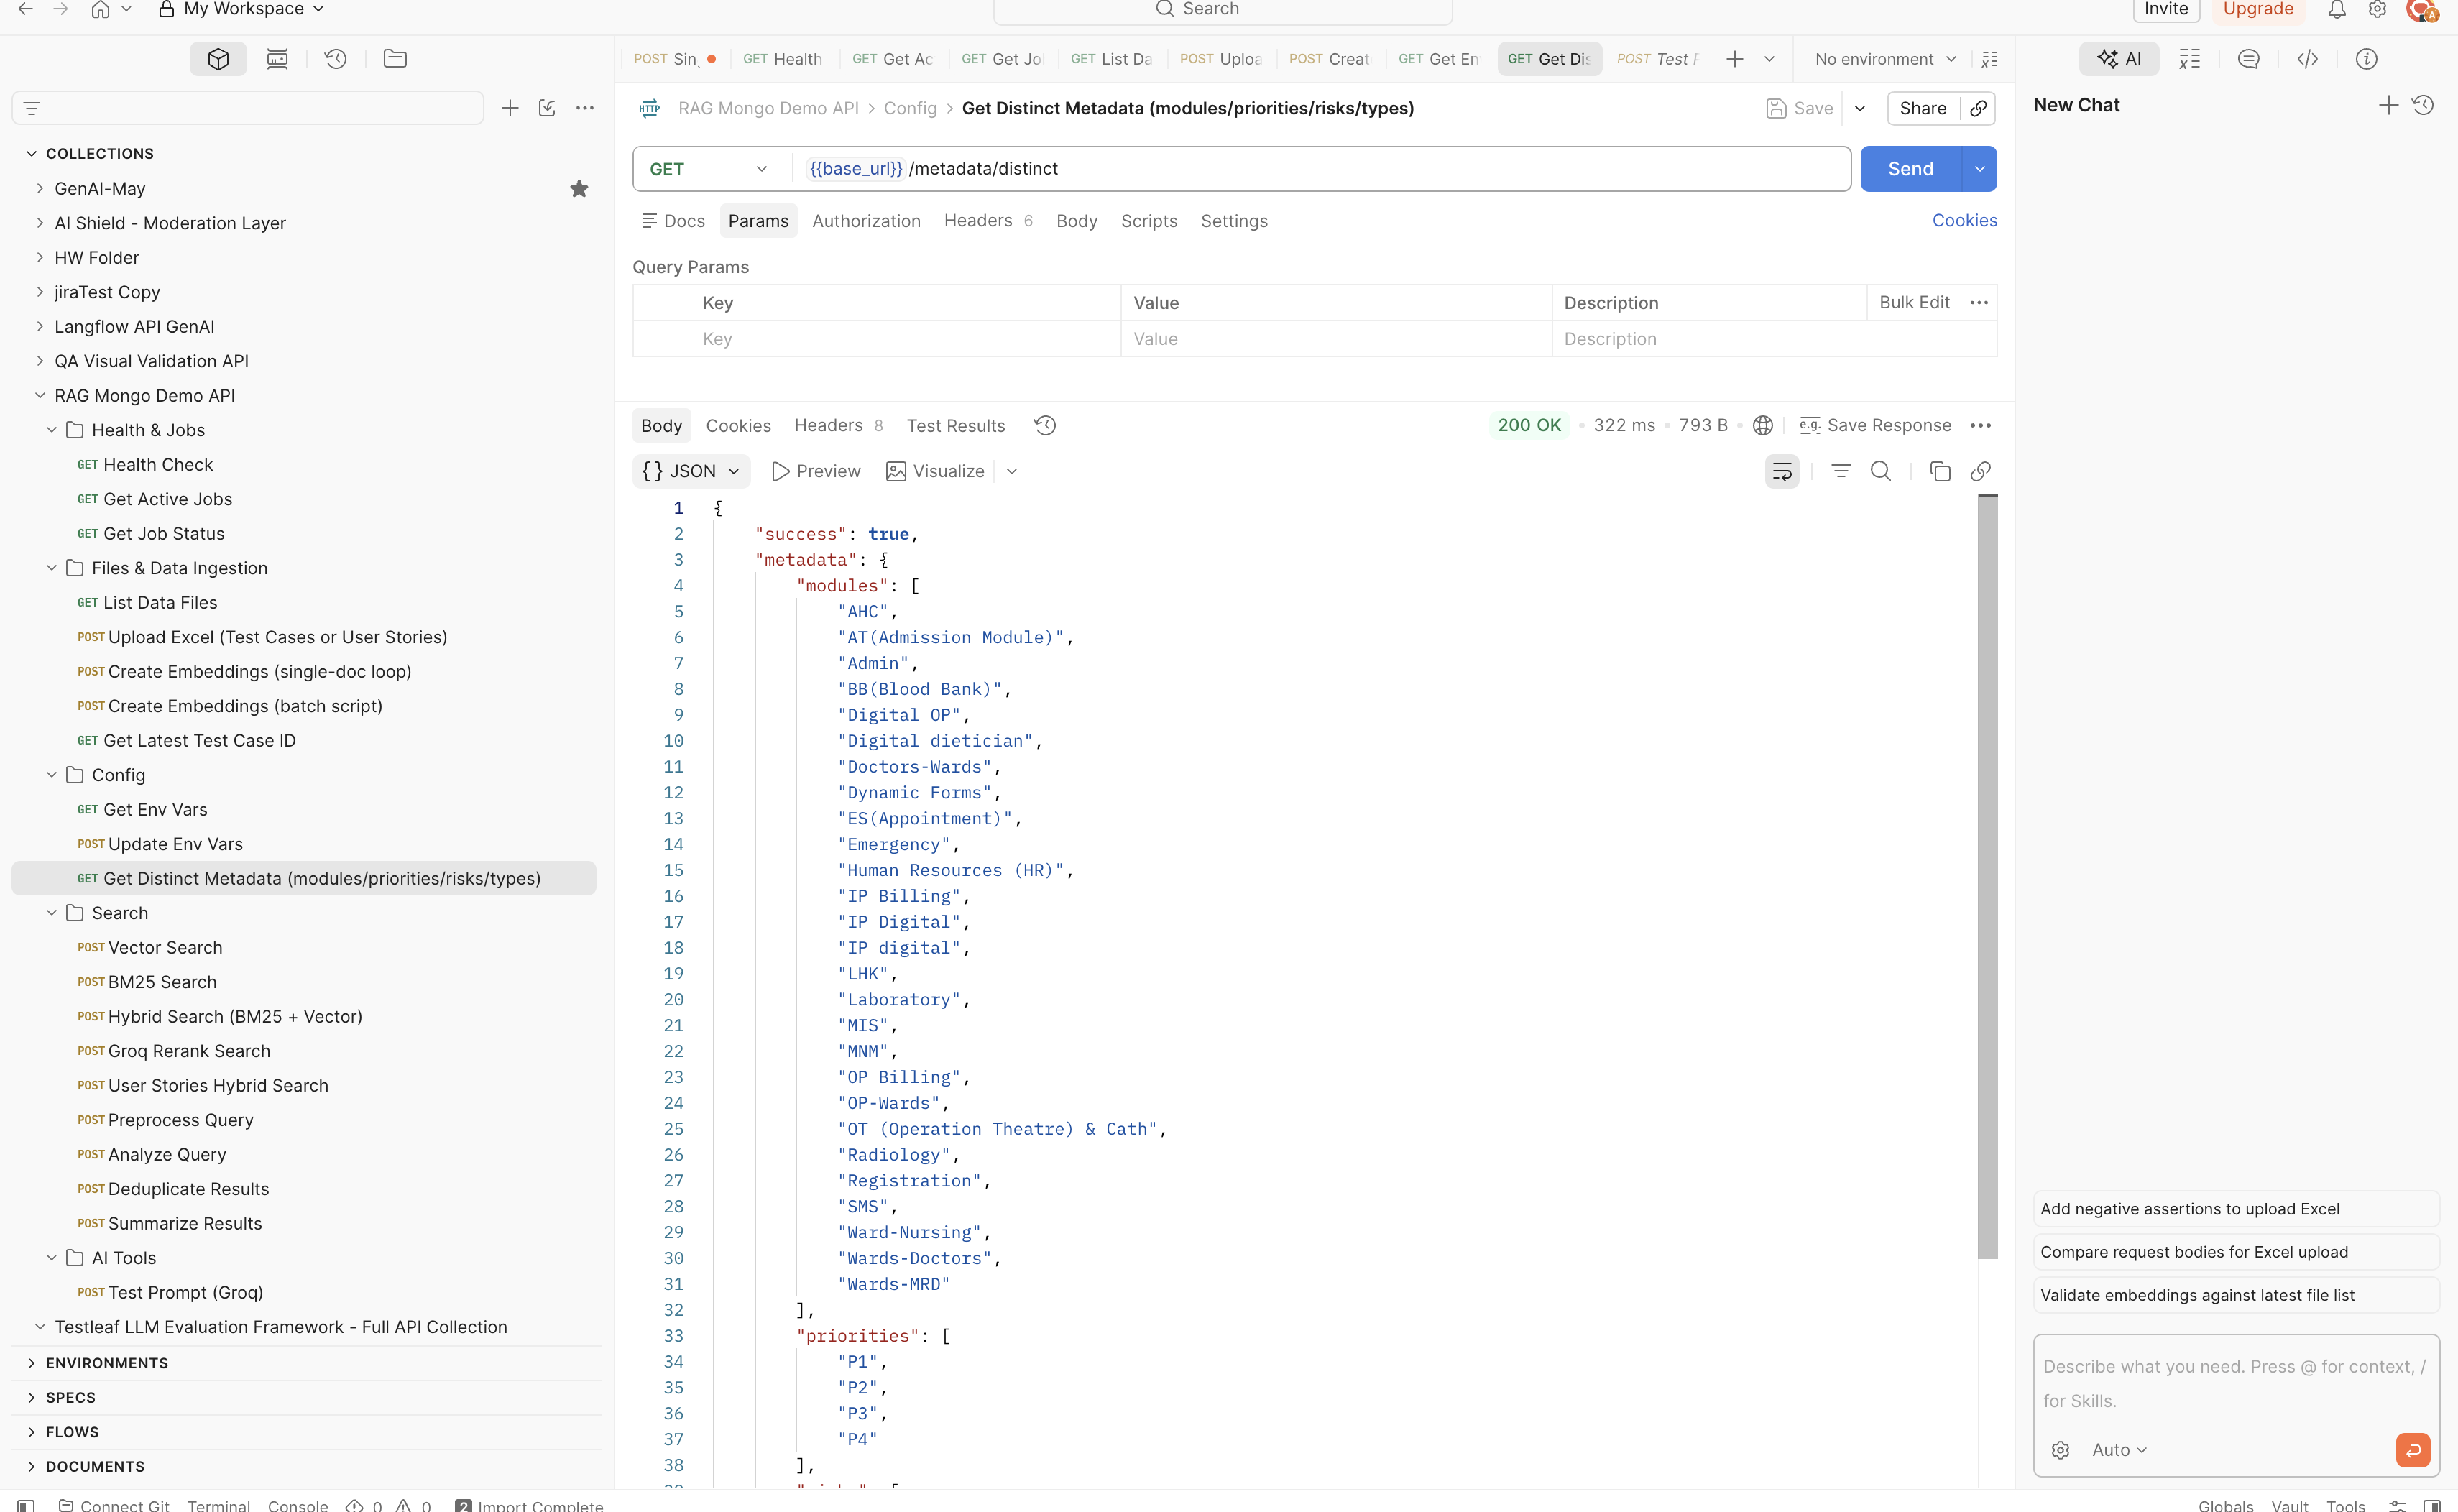 My Workspace
Search
Invite
Upgrade
POST Sin
GET Health
GET Get Ac
GET Get Jo
GET List Da
POST Uploa
POST Creat
GET Get En
GET Get Dis
POST Test P
No environment
AI
RAG Mongo Demo API > Config > Get Distinct Metadata (modules/priorities/risks/types)
Save
Share
New Chat
COLLECTIONS
GenAI-May
AI Shield - Moderation Layer
HW Folder
jiraTest Copy
Langflow API GenAI
QA Visual Validation API
RAG Mongo Demo API
Health & Jobs
GET Health Check
GET Get Active Jobs
GET Get Job Status
Files & Data Ingestion
GET List Data Files
POST Upload Excel (Test Cases or User Stories)
POST Create Embeddings (single-doc loop)
POST Create Embeddings (batch script)
GET Get Latest Test Case ID
Config
GET Get Env Vars
POST Update Env Vars
GET Get Distinct Metadata (modules/priorities/risks/types)
Search
POST Vector Search
POST BM25 Search
POST Hybrid Search (BM25 + Vector)
POST Groq Rerank Search
POST User Stories Hybrid Search
POST Preprocess Query
POST Analyze Query
POST Deduplicate Results
POST Summarize Results
AI Tools
POST Test Prompt (Groq)
Testleaf LLM Evaluation Framework - Full API Collection
ENVIRONMENTS
SPECS
FLOWS
DOCUMENTS
HTTP
GET
{{base_url}} /metadata/distinct
Send
Docs Params Authorization Headers 6 Body Scripts Settings
Cookies
Query Params
Key Value Description Bulk Edit
Key Value Description
Body Cookies Headers 8 Test Results
200 OK 322 ms 793 B
e.g. Save Response
{} JSON Preview Visualize
1 {
2 "success": true,
3 "metadata": {
4 "modules": [
5 "AHC",
6 "AT(Admission Module)",
7 "Admin",
8 "BB(Blood Bank)",
9 "Digital OP",
10 "Digital dietician",
11 "Doctors-Wards",
12 "Dynamic Forms",
13 "ES(Appointment)",
14 "Emergency",
15 "Human Resources (HR)",
16 "IP Billing",
17 "IP Digital",
18 "IP digital",
19 "LHK",
20 "Laboratory",
21 "MIS",
22 "MNM",
23 "OP Billing",
24 "OP-Wards",
25 "OT (Operation Theatre) & Cath",
26 "Radiology",
27 "Registration",
28 "SMS",
29 "Ward-Nursing",
30 "Wards-Doctors",
31 "Wards-MRD"
32 ],
33 "priorities": [
34 "P1",
35 "P2",
36 "P3",
37 "P4"
38 ],
Add negative assertions to upload Excel
Compare request bodies for Excel upload
Validate embeddings against latest file list
Describe what you need. Press @ for context, /
for Skills.
Auto
Connect Git Terminal Console 0 0 2 Import Complete
Globals Vault Tools